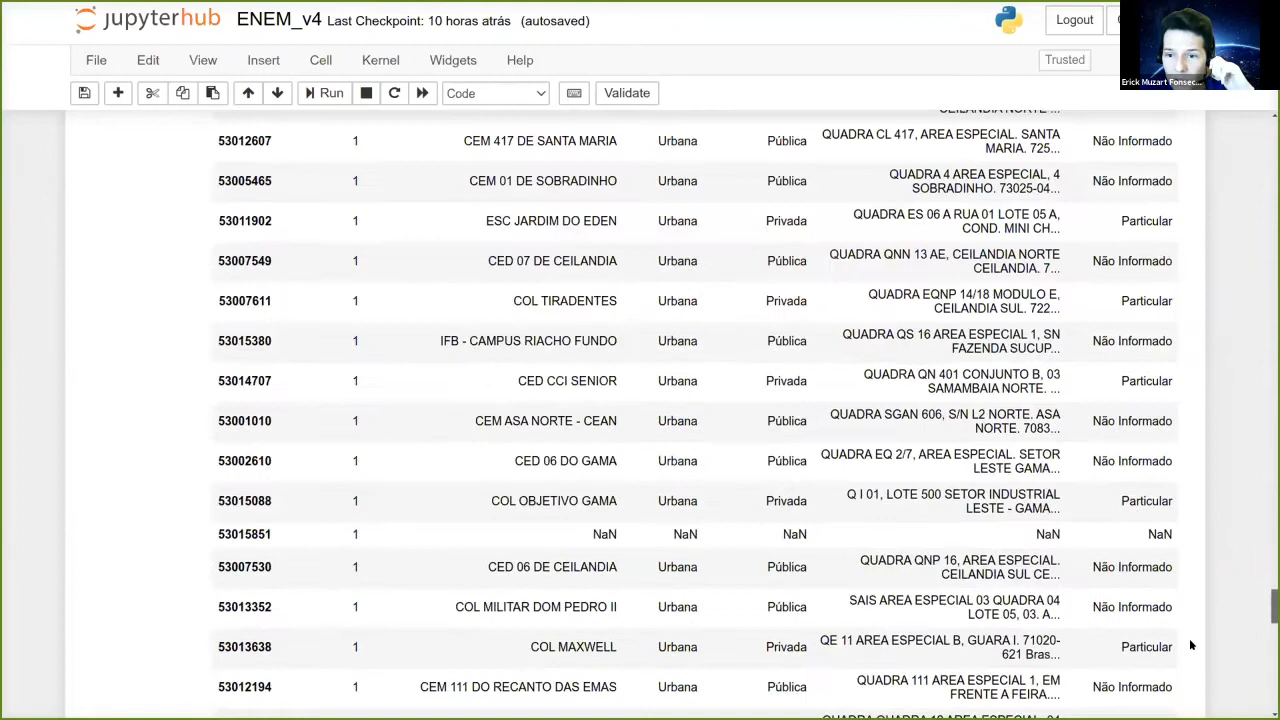 jupyterhub ENEM_v4 Last Checkpoint: 10 horas atrás (autosaved) Logout
Erick Muzart Fonsec...
File Edit View Insert Cell Kernel Widgets Help Trusted
Run Validate
CEILANDIA NORTE
53012607 1 CEM 417 DE SANTA MARIA Urbana Pública QUADRA CL 417, AREA ESPECIAL. SANTA Não Informado
MARIA. 725...
53005465 1 CEM 01 DE SOBRADINHO Urbana Pública QUADRA 4 AREA ESPECIAL, 4 Não Informado
SOBRADINHO. 73025-04...
53011902 1 ESC JARDIM DO EDEN Urbana Privada QUADRA ES 06 A RUA 01 LOTE 05 A, Particular
COND. MINI CH...
53007549 1 CED 07 DE CEILANDIA Urbana Pública QUADRA QNN 13 AE, CEILANDIA NORTE Não Informado
CEILANDIA. 7...
53007611 1 COL TIRADENTES Urbana Privada QUADRA EQNP 14/18 MODULO E, Particular
CEILANDIA SUL. 722...
53015380 1 IFB - CAMPUS RIACHO FUNDO Urbana Pública QUADRA QS 16 AREA ESPECIAL 1, SN Não Informado
FAZENDA SUCUP...
53014707 1 CED CCI SENIOR Urbana Privada QUADRA QN 401 CONJUNTO B, 03 Particular
SAMAMBAIA NORTE. ...
53001010 1 CEM ASA NORTE - CEAN Urbana Pública QUADRA SGAN 606, S/N L2 NORTE. ASA Não Informado
NORTE. 7083...
53002610 1 CED 06 DO GAMA Urbana Pública QUADRA EQ 2/7, AREA ESPECIAL. SETOR Não Informado
LESTE GAMA...
53015088 1 COL OBJETIVO GAMA Urbana Privada Q I 01, LOTE 500 SETOR INDUSTRIAL Particular
LESTE - GAMA...
53015851 1 NaN NaN NaN NaN NaN
53007530 1 CED 06 DE CEILANDIA Urbana Pública QUADRA QNP 16, AREA ESPECIAL. Não Informado
CEILANDIA SUL CE...
53013352 1 COL MILITAR DOM PEDRO II Urbana Pública SAIS AREA ESPECIAL 03 QUADRA 04 Não Informado
LOTE 05, 03. A...
53013638 1 COL MAXWELL Urbana Privada QE 11 AREA ESPECIAL B, GUARA I. 71020- Particular
621 Bras...
53012194 1 CEM 111 DO RECANTO DAS EMAS Urbana Pública QUADRA 111 AREA ESPECIAL 1, EM Não Informado
FRENTE A FEIRA....